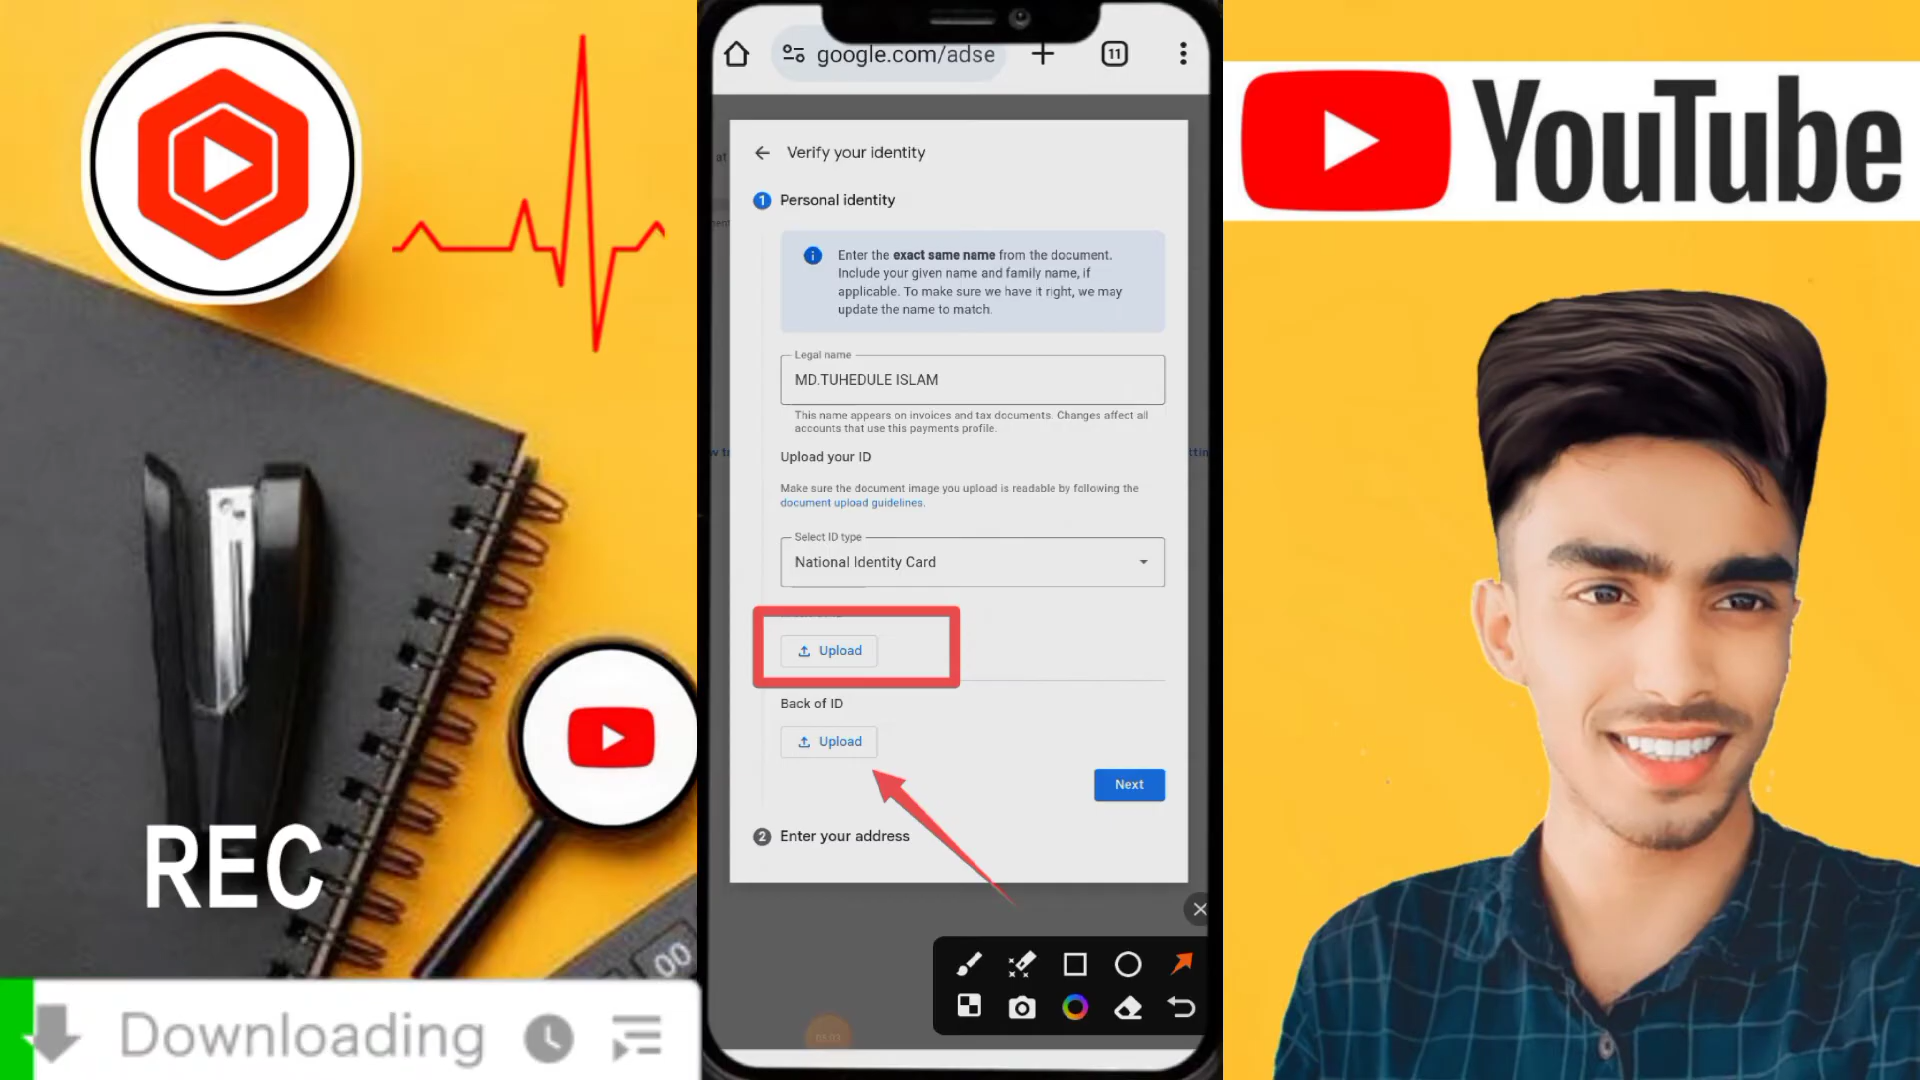 REC
Downloading
00
google.com/adse
11
Verify your identity
1 Personal identity
Enter the exact same name from the document.
Include your given name and family name, if
applicable. To make sure we have it right, we may
update the name to match.
Legal name
MD.TUHEDULE ISLAM
This name appears on invoices and tax documents. Changes affect all
accounts that use this payments profile.
Upload your ID
Make sure the document image you upload is readable by following the
document upload guidelines.
Select ID type
National Identity Card
Upload
Back of ID
Upload
Next
2 Enter your address
YouTube